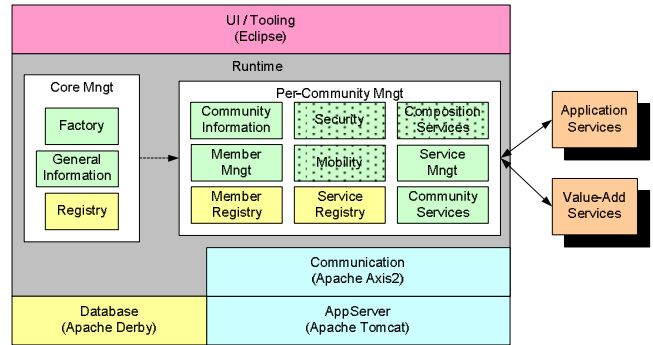 UI / Tooling
(Eclipse)
Runtime
Core Mngt
Factory
General
Information
Registry
Per-Community Mngt
Community
Information
Security
Composition
Services
Member
Mngt
Mobility
Service
Mngt
Member
Registry
Service
Registry
Community
Services
Application
Services
Value-Add
Services
Communication
(Apache Axis2)
Database
(Apache Derby)
AppServer
(Apache Tomcat)